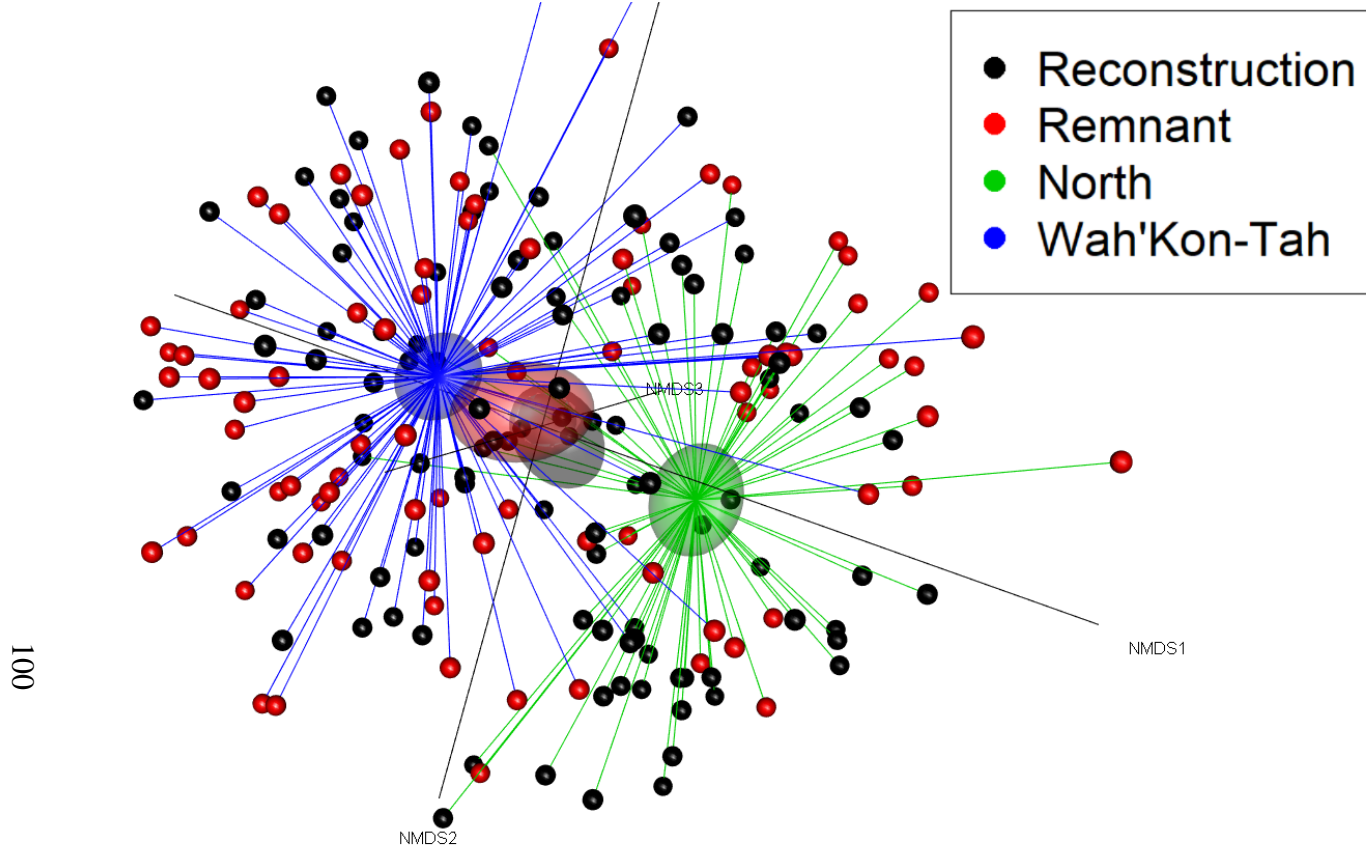 Reconstruction
Remnant
North
Wah'Kon-Tah
NMDS3
NMDS1
NMDS2
100